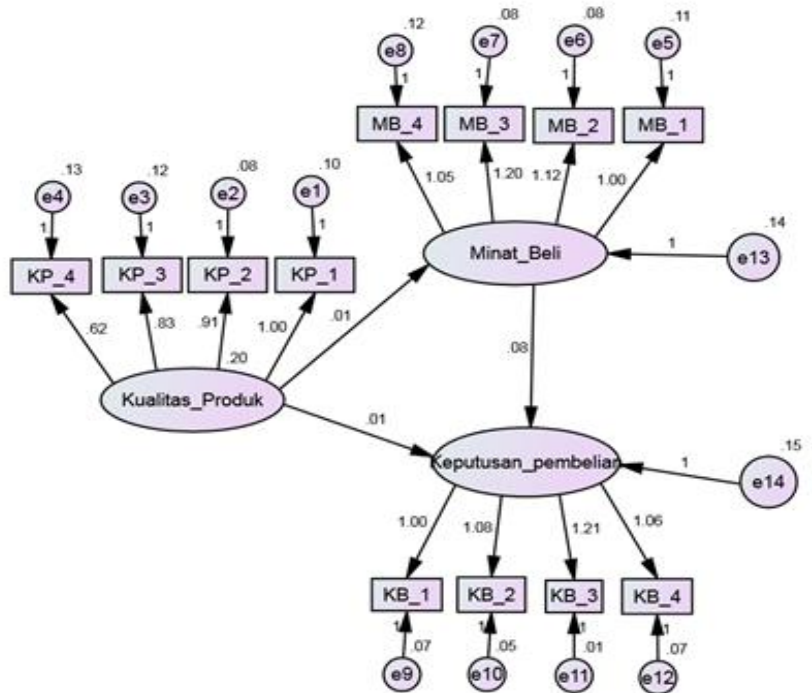 .12 .08 .08 .11
e8 e7 e6 e5
1 1 1 1
MB_4 MB_3 MB_2 MB_1
1.05 1.20 1.12 1.00
.13 .12 .08 .10
e4 e3 e2 e1
1 1 1 1
KP_4 KP_3 KP_2 KP_1
.62 .83 .91 1.00
.20
Kualitas_Produk
.01
Minat_Beli
1
.14
e13
.08
.01
Keputusan_pembelian
1
.15
e14
1.00 1.08 1.21 1.06
KB_1 KB_2 KB_3 KB_4
1 1 1 1
.07 .05 .01 .07
e9 e10 e11 e12